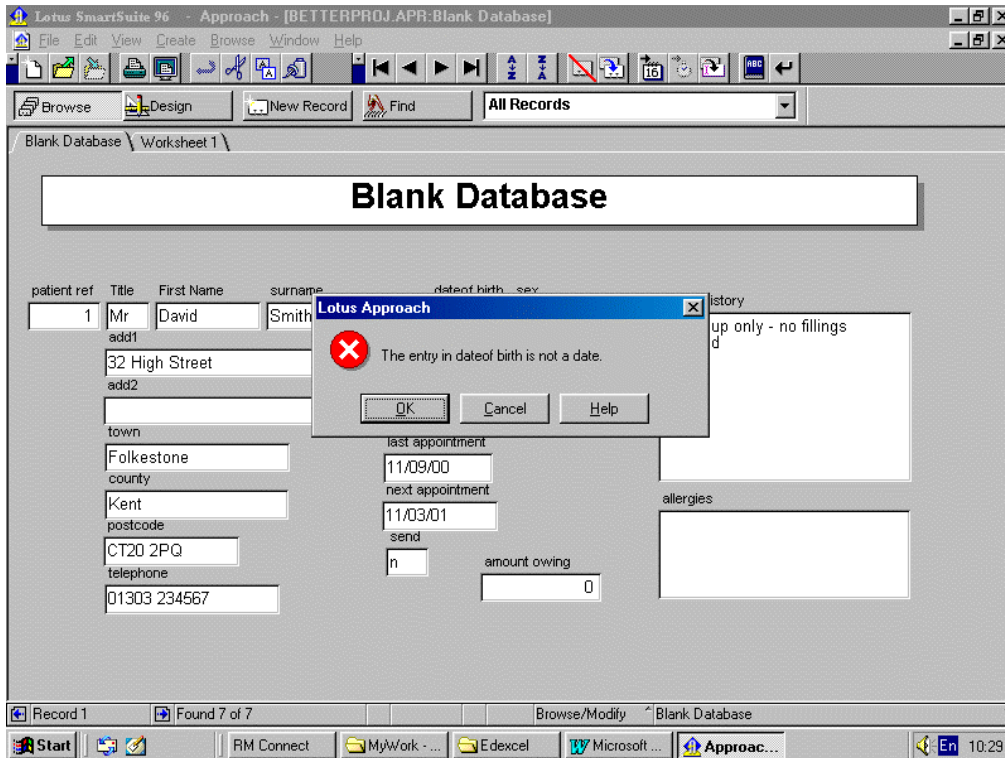 Lotus SmartSuite 96 - Approach - [BETTERPROJ.APR:Blank Database]
File Edit View Create Browse Window Help
Browse Design New Record Find All Records
Blank Database Worksheet 1
Blank Database
patient ref Title First Name surname dateof birth sex istory
1 Mr David Smith
up only - no fillings
d
Lotus Approach
The entry in dateof birth is not a date.
OK Cancel Help
add1
32 High Street
add2
town
Folkestone
county
Kent
postcode
CT20 2PQ
telephone
01303 234567
last appointment
11/09/00
next appointment
11/03/01
send
n
amount owing
0
allergies
Record 1 Found 7 of 7 Browse/Modify Blank Database
Start RM Connect MyWork - ... Edexcel Microsoft ... Approac... En 10:29